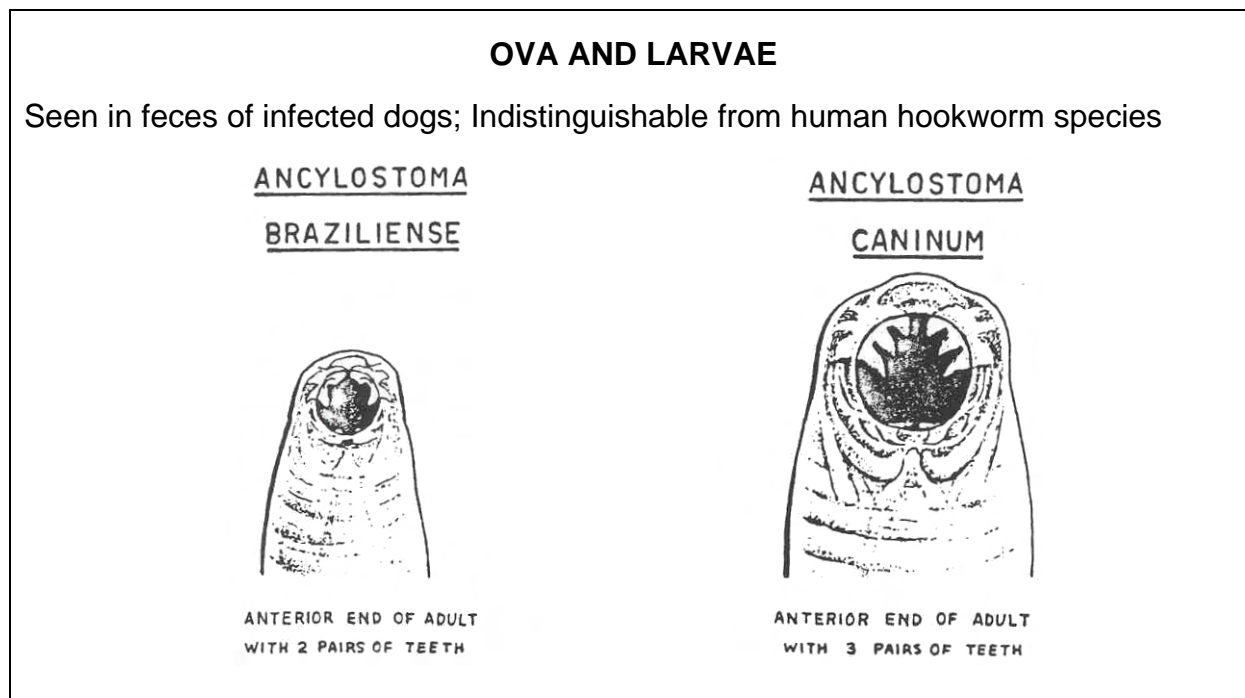 OVA AND LARVAE
Seen in feces of infected dogs; Indistinguishable from human hookworm species
ANCYLOSTOMA
BRAZILIENSE
ANTERIOR END OF ADULT
WITH 2 PAIRS OF TEETH
ANCYLOSTOMA
CANINUM
ANTERIOR END OF ADULT
WITH 3 PAIRS OF TEETH